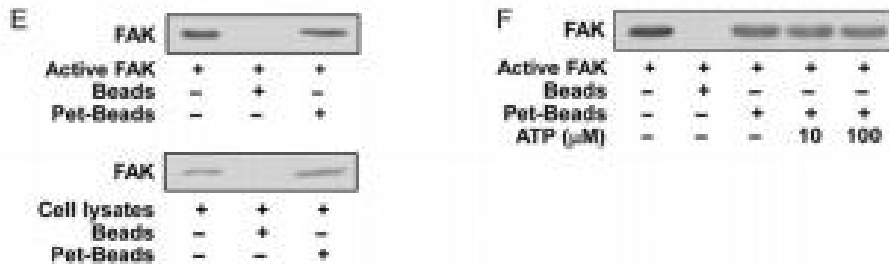 E
FAK
Active FAK + + +
Beads – + –
Pet-Beads – – +
FAK
Cell lysates + + +
Beads – + –
Pet-Beads – – +
F
FAK
Active FAK + + + + +
Beads – + – – –
Pet-Beads – – + + +
ATP (μM) – – – 10 100